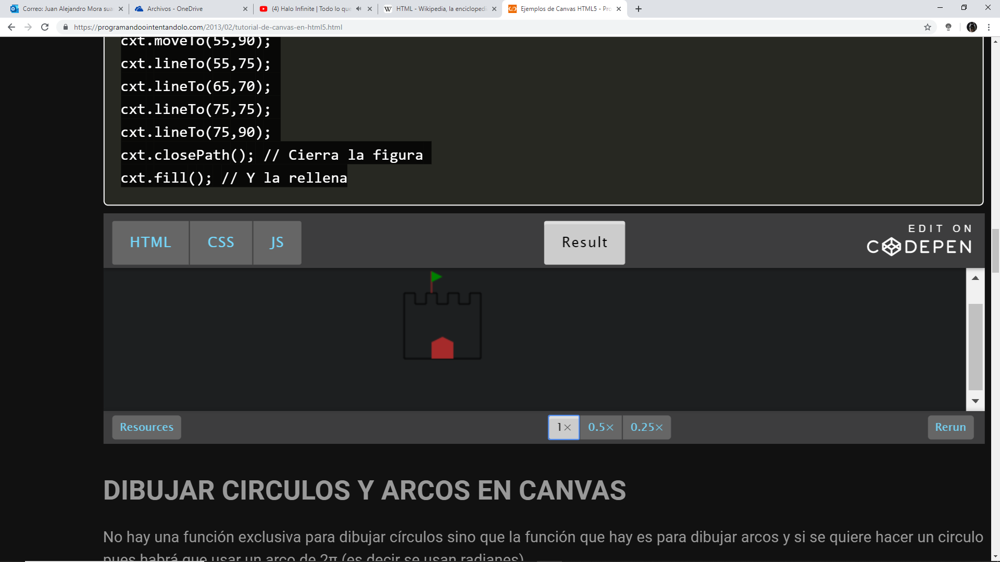 Correo: Juan Alejandro Mora sua
Archivos - OneDrive
(4) Halo Infinite | Todo lo que
HTML - Wikipedia, la enciclopedi
Ejemplos de Canvas HTML5 - Pro
https://programandoointentandolo.com/2013/02/tutorial-de-canvas-en-html5.html
cxt.moveTo(55,90);
cxt.lineTo(55,75);
cxt.lineTo(65,70);
cxt.lineTo(75,75);
cxt.lineTo(75,90);
cxt.closePath(); // Cierra la figura
cxt.fill(); // Y la rellena
HTML CSS JS Result EDIT ON
CODEPEN
Resources 1× 0.5× 0.25× Rerun
DIBUJAR CIRCULOS Y ARCOS EN CANVAS
No hay una función exclusiva para dibujar círculos sino que la función que hay es para dibujar arcos y si se quiere hacer un circulo
pues habrá que usar un arco de 2π (es decir se usan radianes).